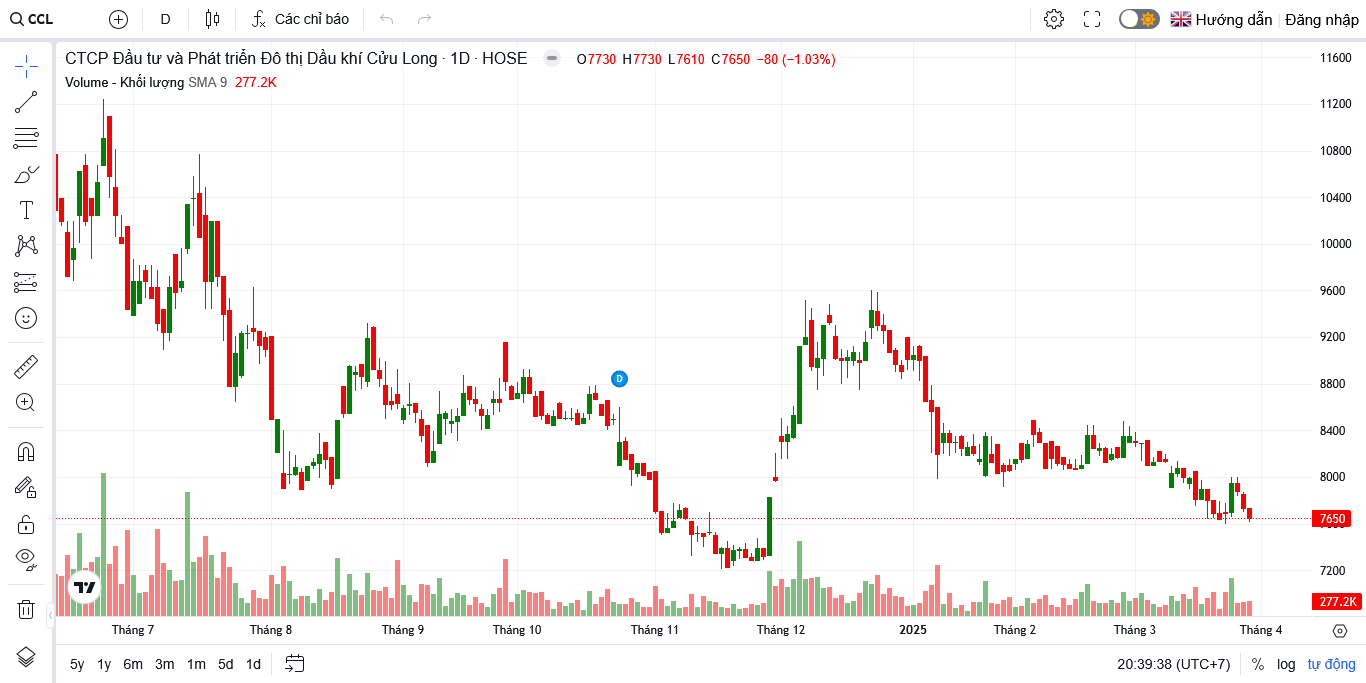 CCL D Các chỉ báo Hướng dẫn Đăng nhập
CTCP Đầu tư và Phát triển Đô thị Dầu khí Cửu Long · 1D · HOSE O7730 H7730 L7610 C7650 −80 (−1.03%)
Volume - Khối lượng SMA 9 277.2K
11600
11200
10800
10400
10000
9600
9200
8800
D
8400
8000
7650
7200
277.2K
Tháng 7 Tháng 8 Tháng 9 Tháng 10 Tháng 11 Tháng 12 2025 Tháng 2 Tháng 3 Tháng 4
5y 1y 6m 3m 1m 5d 1d 20:39:38 (UTC+7) % log tự động